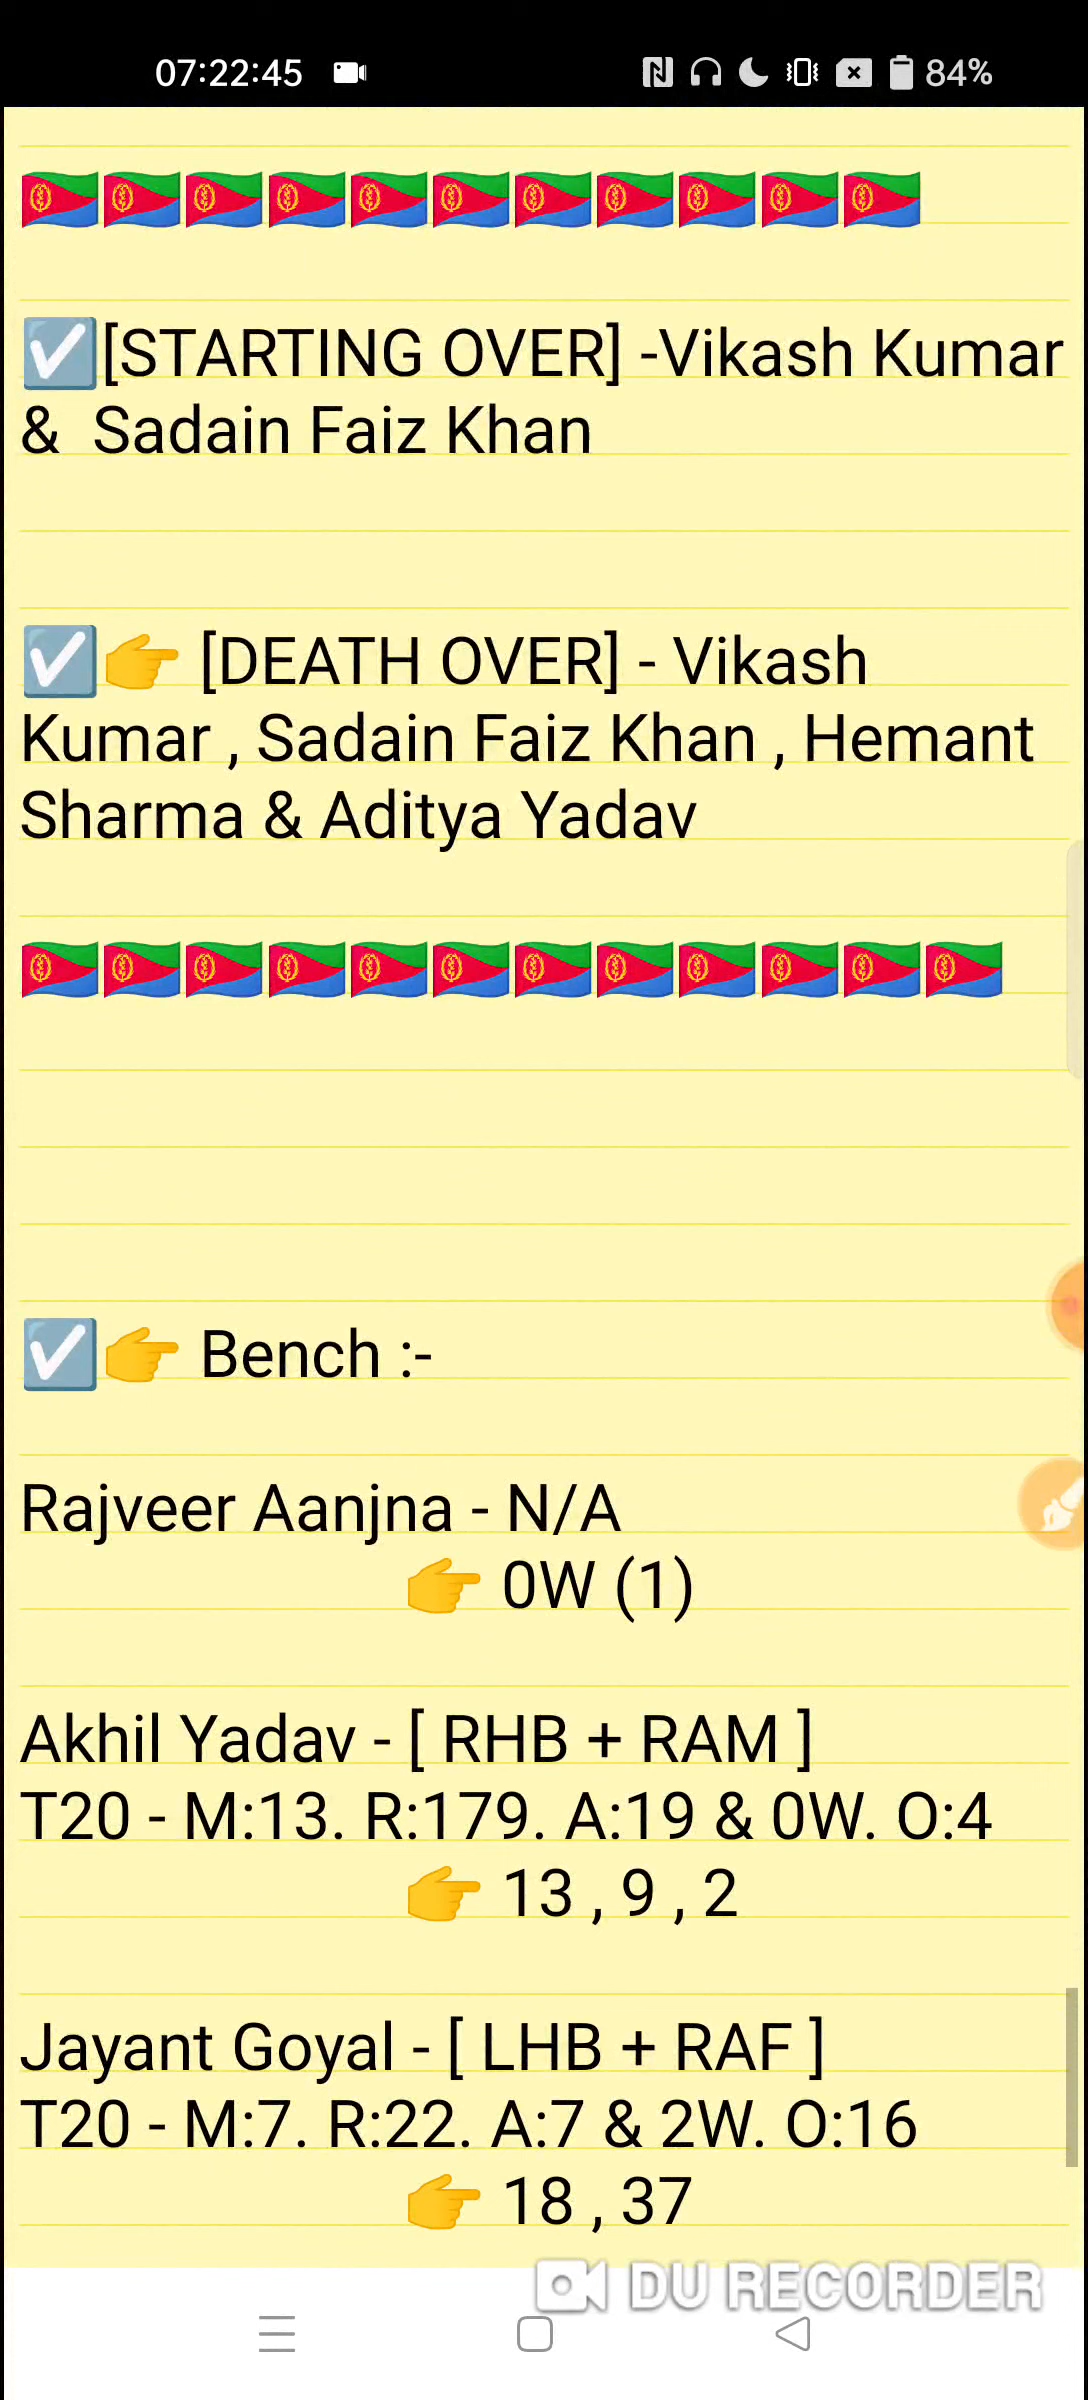 07:22:45 84%
🇪🇷🇪🇷🇪🇷🇪🇷🇪🇷🇪🇷🇪🇷🇪🇷🇪🇷🇪🇷🇪🇷
☑️[STARTING OVER] -Vikash Kumar
& Sadain Faiz Khan
☑️👉 [DEATH OVER] - Vikash
Kumar , Sadain Faiz Khan , Hemant
Sharma & Aditya Yadav
🇪🇷🇪🇷🇪🇷🇪🇷🇪🇷🇪🇷🇪🇷🇪🇷🇪🇷🇪🇷🇪🇷🇪🇷
☑️👉 Bench :-
Rajveer Aanjna - N/A
👉 0W (1)
Akhil Yadav - [ RHB + RAM ]
T20 - M:13. R:179. A:19 & 0W. O:4
👉 13 , 9 , 2
Jayant Goyal - [ LHB + RAF ]
T20 - M:7. R:22. A:7 & 2W. O:16
👉 18 , 37
DU RECORDER